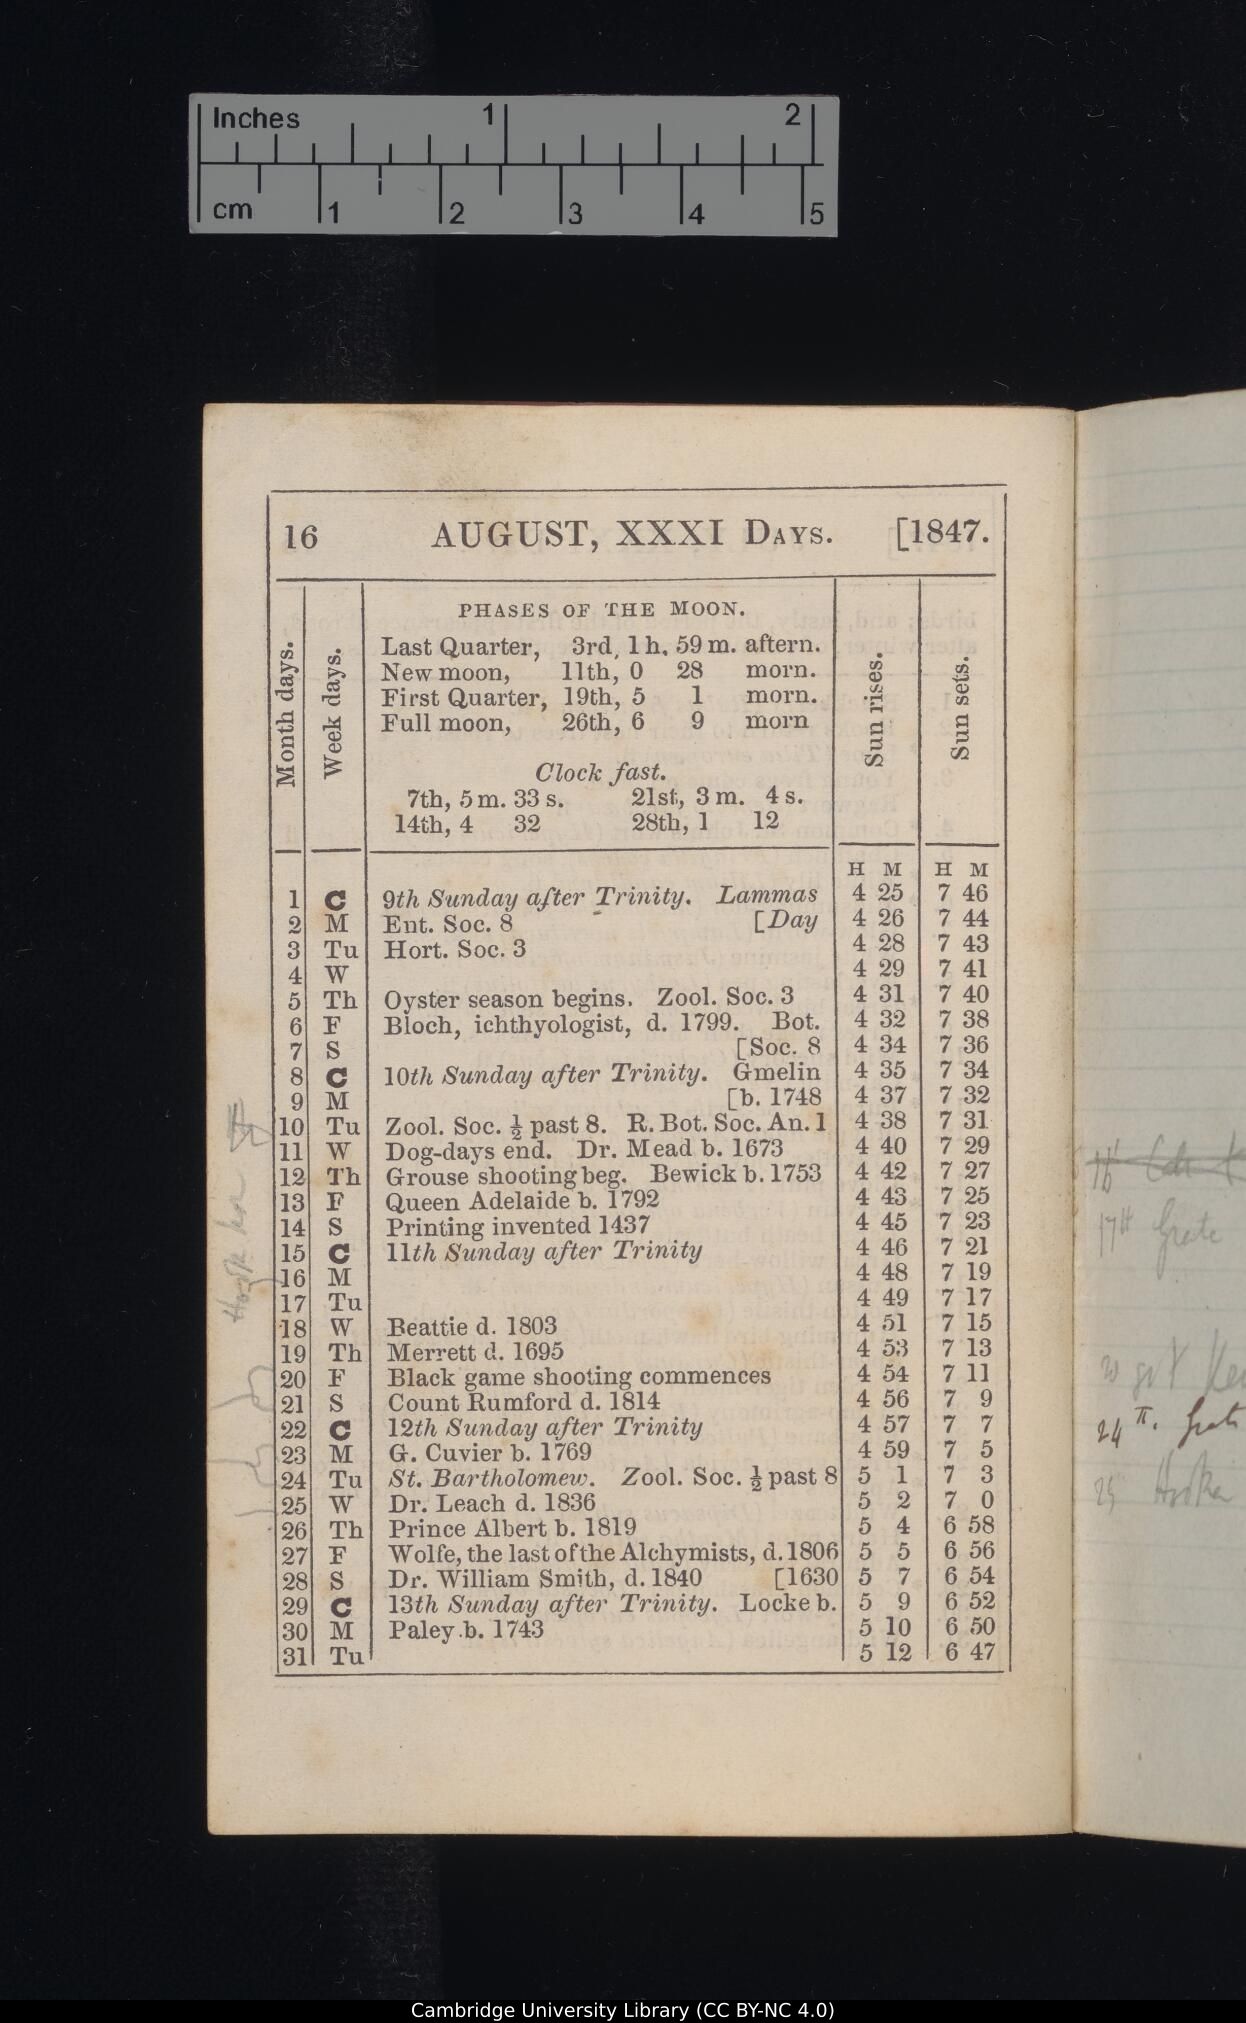 Inches 1 2
cm 1 2 3 4 5
16 AUGUST, XXXI DAYS. [1847.
Month days.
Week days.
PHASES OF THE MOON.
Last Quarter, 3rd, 1 h. 59 m. aftern.
New moon, 11th, 0 28 morn.
First Quarter, 19th, 5 1 morn.
Full moon, 26th, 6 9 morn
Clock fast.
7th, 5 m. 33 s. 21st, 3 m. 4 s.
14th, 4 32 28th, 1 12
Sun rises.
Sun sets.
H M H M
1 C 9th Sunday after Trinity. Lammas 4 25 7 46
2 M Ent. Soc. 8 [Day 4 26 7 44
3 Tu Hort. Soc. 3 4 28 7 43
4 W 4 29 7 41
5 Th Oyster season begins. Zool. Soc. 3 4 31 7 40
6 F Bloch, ichthyologist, d. 1799. Bot. 4 32 7 38
7 S [Soc. 8 4 34 7 36
8 C 10th Sunday after Trinity. Gmelin 4 35 7 34
9 M [b. 1748 4 37 7 32
10 Tu Zool. Soc. ½ past 8. R. Bot. Soc. An. 1 4 38 7 31
11 W Dog-days end. Dr. Mead b. 1673 4 40 7 29
12 Th Grouse shooting beg. Bewick b. 1753 4 42 7 27
13 F Queen Adelaide b. 1792 4 43 7 25
14 S Printing invented 1437 4 45 7 23
15 C 11th Sunday after Trinity 4 46 7 21
16 M 4 48 7 19
17 Tu 4 49 7 17
18 W Beattie d. 1803 4 51 7 15
19 Th Merrett d. 1695 4 53 7 13
20 F Black game shooting commences 4 54 7 11
21 S Count Rumford d. 1814 4 56 7 9
22 C 12th Sunday after Trinity 4 57 7 7
23 M G. Cuvier b. 1769 4 59 7 5
24 Tu St. Bartholomew. Zool. Soc. ½ past 8 5 1 7 3
25 W Dr. Leach d. 1836 5 2 7 0
26 Th Prince Albert b. 1819 5 4 6 58
27 F Wolfe, the last of the Alchymists, d. 1806 5 5 6 56
28 S Dr. William Smith, d. 1840 [1630 5 7 6 54
29 C 13th Sunday after Trinity. Locke b. 5 9 6 52
30 M Paley b. 1743 5 10 6 50
31 Tu 5 12 6 47
17th
24
25 Hooker
Cambridge University Library (CC BY-NC 4.0)